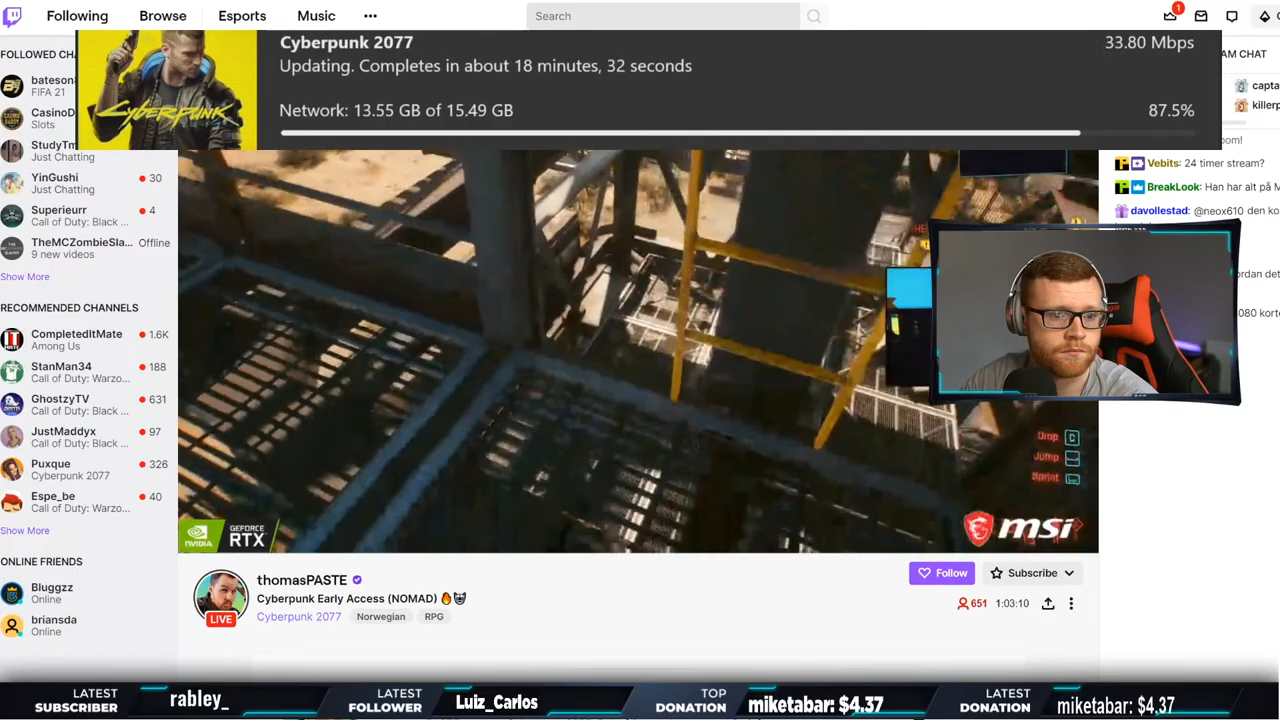 Following
Browse
Esports
Music
Search
1
Cyberpunk 2077
33.80 Mbps
Updating. Completes in about 18 minutes, 32 seconds
Network: 13.55 GB of 15.49 GB
87.5%
CYBERPUNK
FOLLOWED CHA
bateson
FIFA 21
CasinoD
Slots
StudyTm
Just Chatting
YinGushi
30
Just Chatting
Superieurr
4
Call of Duty: Black ...
TheMCZombieSla...
Offline
9 new videos
Show More
RECOMMENDED CHANNELS
CompletedItMate
1.6K
Among Us
StanMan34
188
Call of Duty: Warzo...
GhostzyTV
631
Call of Duty: Black ...
JustMaddyx
97
Call of Duty: Black ...
Puxque
326
Cyberpunk 2077
Espe_be
40
Call of Duty: Warzo...
Show More
ONLINE FRIENDS
Bluggzz
Online
briansda
Online
AM CHAT
capta
killerp
om!
Vebits: 24 timer stream?
BreakLook: Han har alt på M
davollestad: @neox610 den ko
ordan det
080 korte
Drop C
Jump
Sprint
NVIDIA
GEFORCE
RTX
msi
thomasPASTE
Follow
Subscribe
LIVE
Cyberpunk Early Access (NOMAD)
651
1:03:10
Cyberpunk 2077
Norwegian
RPG
LATEST
SUBSCRIBER
rabley_
LATEST
FOLLOWER
Luiz_Carlos
TOP
DONATION
miketabar: $4.37
LATEST
DONATION
miketabar: $4.37